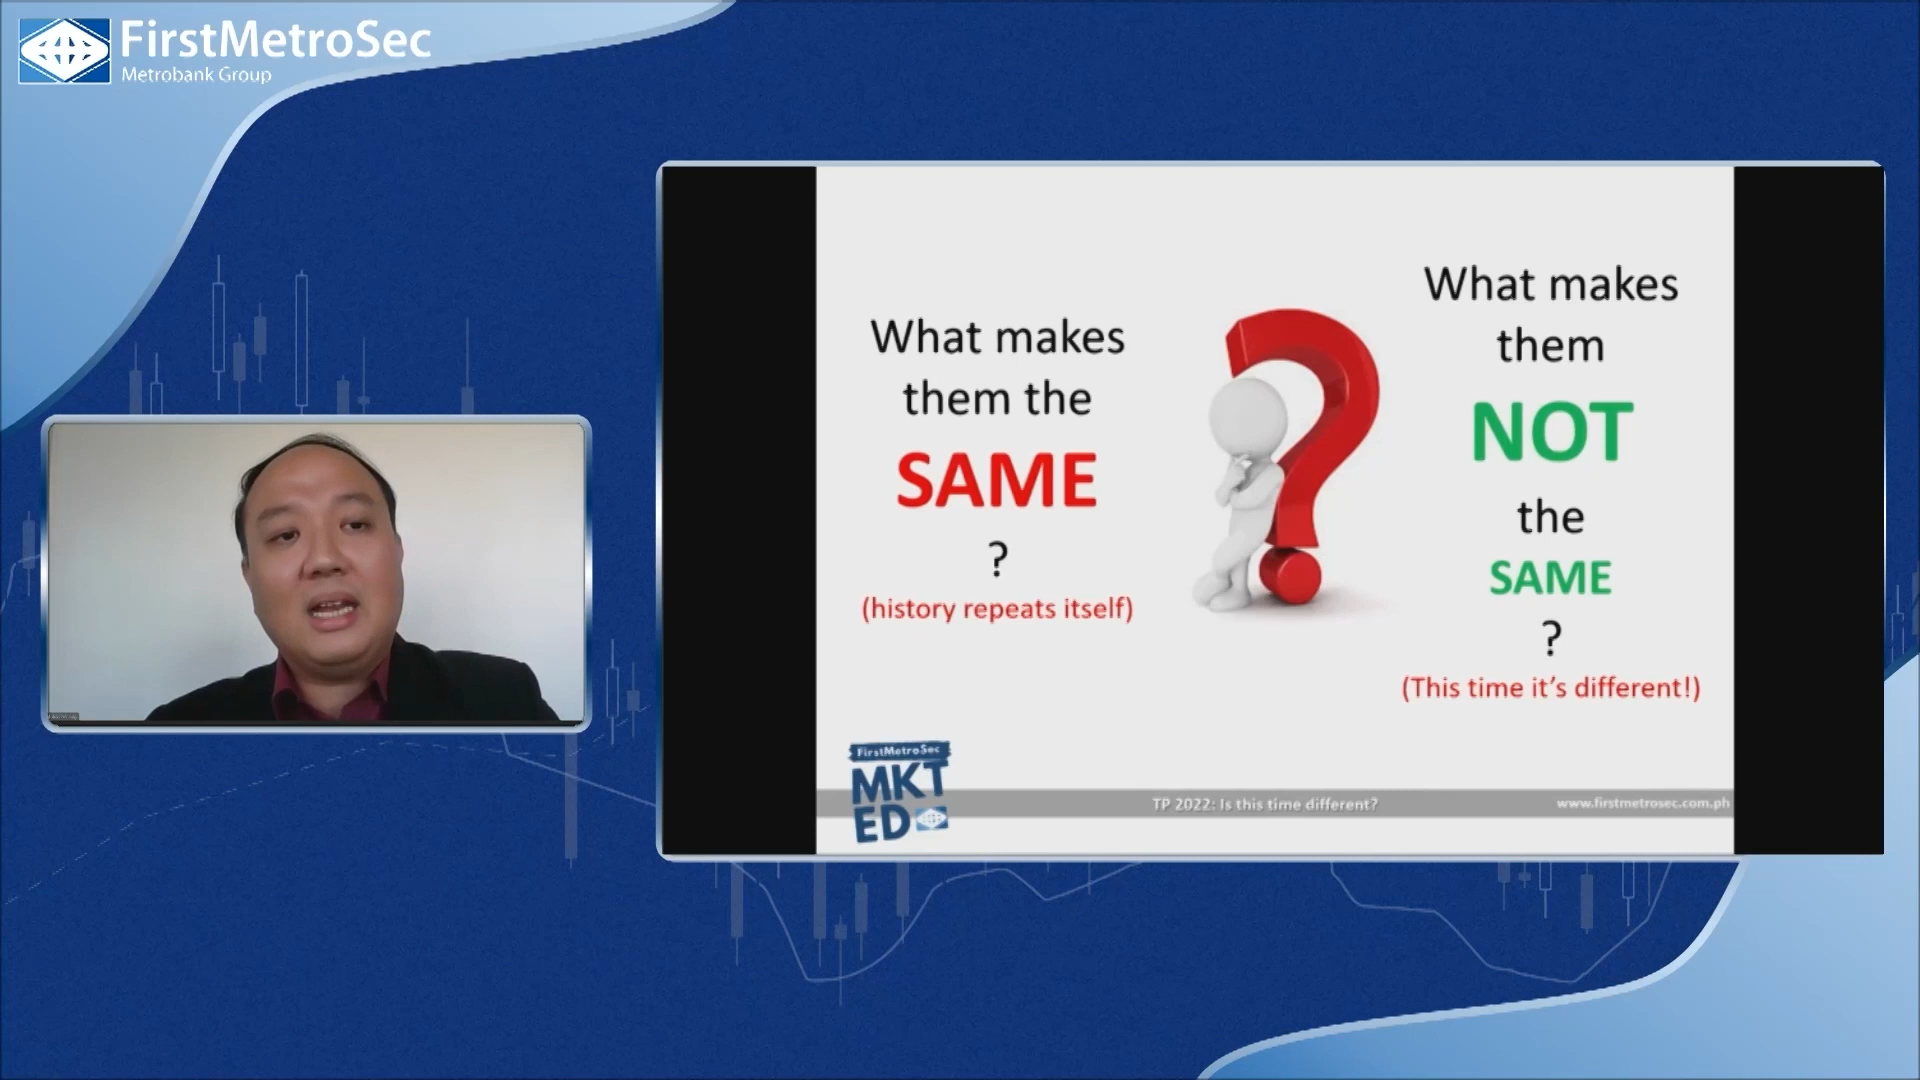 FirstMetroSec
Metrobank Group
What makes
them the
SAME
?
(history repeats itself)
What makes
them
NOT
the
SAME
?
(This time it's different!)
FirstMetroSec
MKT
ED
TP 2022: Is this time different?
www.firstmetrosec.com.ph